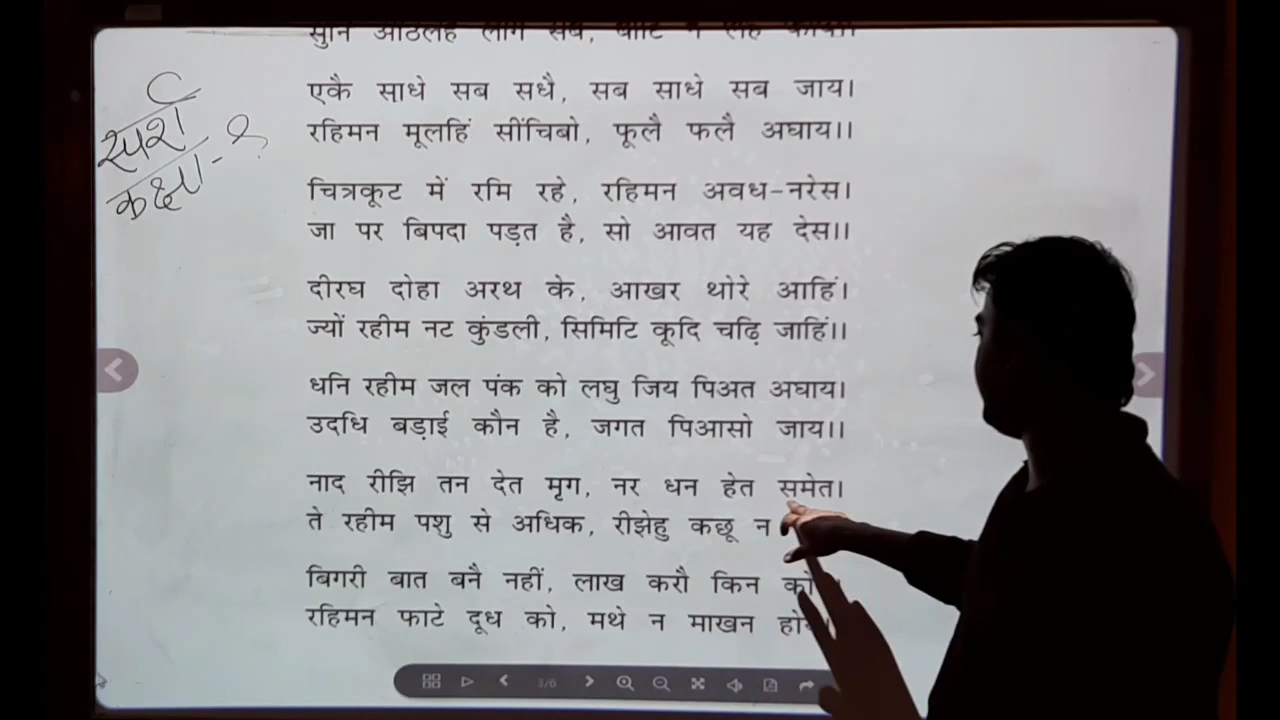 एकै साधे सब सधै, सब साधे सब जाय।
रहिमन मूलहिं सींचिबो, फूलै फलै अघाय।।
स्पर्श
कक्षा-9
चित्रकूट में रमि रहे, रहिमन अवध-नरेस।
जा पर बिपदा पड़त है, सो आवत यह देस।।
दीरघ दोहा अरथ के, आखर थोरे आहिं।
ज्यों रहीम नट कुंडली, सिमिटि कूदि चढ़ि जाहिं।।
धनि रहीम जल पंक को लघु जिय पिअत अघाय।
उदधि बड़ाई कौन है, जगत पिआसो जाय।।
नाद रीझि तन देत मृग, नर धन हेत समेत।
ते रहीम पशु से अधिक, रीझेहु कछू न
बिगरी बात बनै नहीं, लाख करौ किन
रहिमन फाटे दूध को, मथे न माखन
3/6